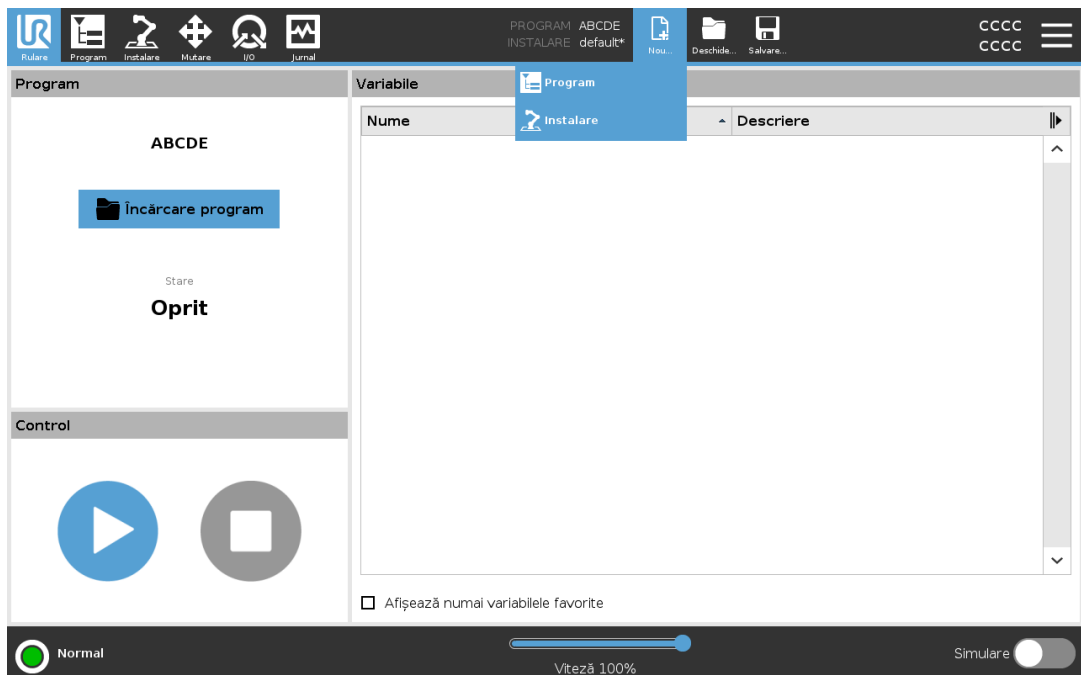 PROGRAM ABCDE
INSTALARE default*
CCCC
CCCC
Rulare Program Instalare Mutare I/O Jurnal Nou... Deschide... Salvare...
Program
Variabile
Program
Instalare
Nume
Descriere
ABCDE
Încărcare program
Stare
Oprit
Control
Afișează numai variabilele favorite
Normal
Viteză 100%
Simulare